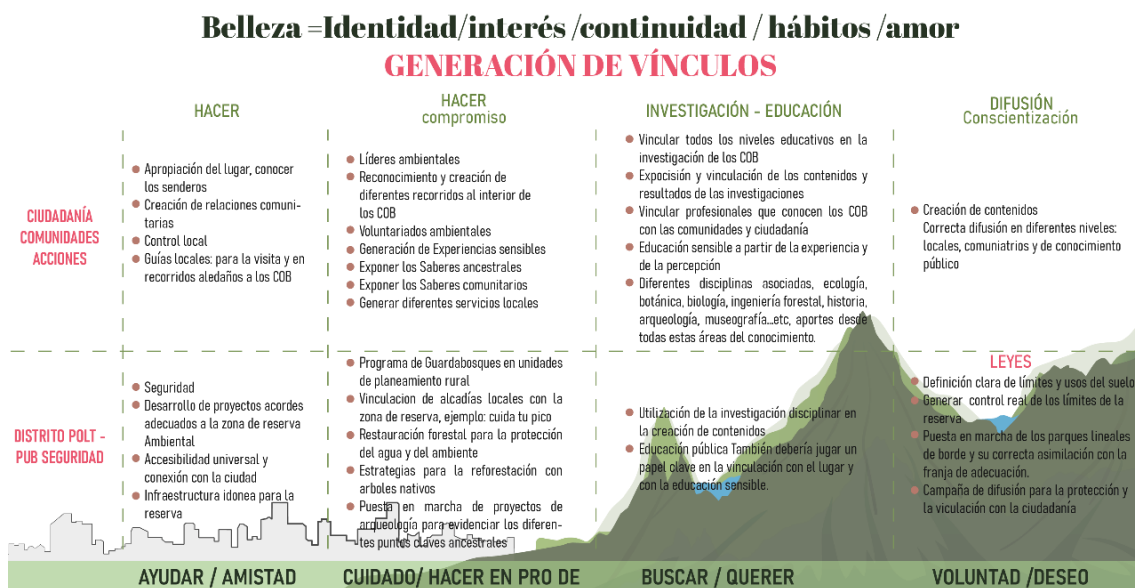 Belleza =Identidad/interés /continuidad / hábitos /amor
GENERACIÓN DE VÍNCULOS
HACER
HACER
compromiso
INVESTIGACIÓN - EDUCACIÓN
DIFUSIÓN
Conscientización
CIUDADANÍA
COMUNIDADES
ACCIONES
Apropiación del lugar, conocer
los senderos
Creación de relaciones comuni-
tarias
Control local
Guías locales: para la visita y en
recorridos aledaños a los COB
Líderes ambientales
Reconocimiento y creación de
diferentes recorridos al interior de
los COB
Voluntariados ambientales
Generación de Experiencias sensibles
Exponer los Saberes ancestrales
Exponer los Saberes comunitarios
Generar diferentes servicios locales
Vincular todos los niveles educativos en la
investigación de los COB
Exposición y vinculación de los contenidos y
resultados de las investigaciones
Vincular profesionales que conocen los COB
con las comunidades y ciudadanía
Educación sensible a partir de la experiencia y
de la percepción
Diferentes disciplinas asociadas, ecología,
botánica, biología, ingeniería forestal, historia,
arqueología, museografía...etc, aportes desde
todas estas áreas del conocimiento.
Creación de contenidos
Correcta difusión en diferentes niveles:
locales, comuniatrios y de conocimiento
público
DISTRITO POLT -
PUB SEGURIDAD
Seguridad
Desarrollo de proyectos acordes
adecuados a la zona de reserva
Ambiental
Accesibilidad universal y
conexión con la ciudad
Infraestructura idonea para la
reserva
Programa de Guardabosques en unidades
de planeamiento rural
Vinculacion de alcadías locales con la
zona de reserva, ejemplo: cuida tu pico
Restauración forestal para la protección
del agua y del ambiente
Estrategias para la reforestación con
arboles nativos
Puesta en marcha de proyectos de
arqueología para evidenciar los diferen-
tes puntos claves ancestrales
Utilización de la investigación disciplinar en
la creación de contenidos
Educación pública También debería jugar un
papel clave en la vinculación con el lugar y
con la educación sensible.
LEYES
Definición clara de límites y usos del suelo
Generar control real de los límites de la
reserva
Puesta en marcha de los parques lineales
de borde y su correcta asimilación con la
franja de adecuación.
Campaña de difusión para la protección y
la viculación con la ciudadanía
AYUDAR / AMISTAD
CUIDADO/ HACER EN PRO DE
BUSCAR / QUERER
VOLUNTAD /DESEO